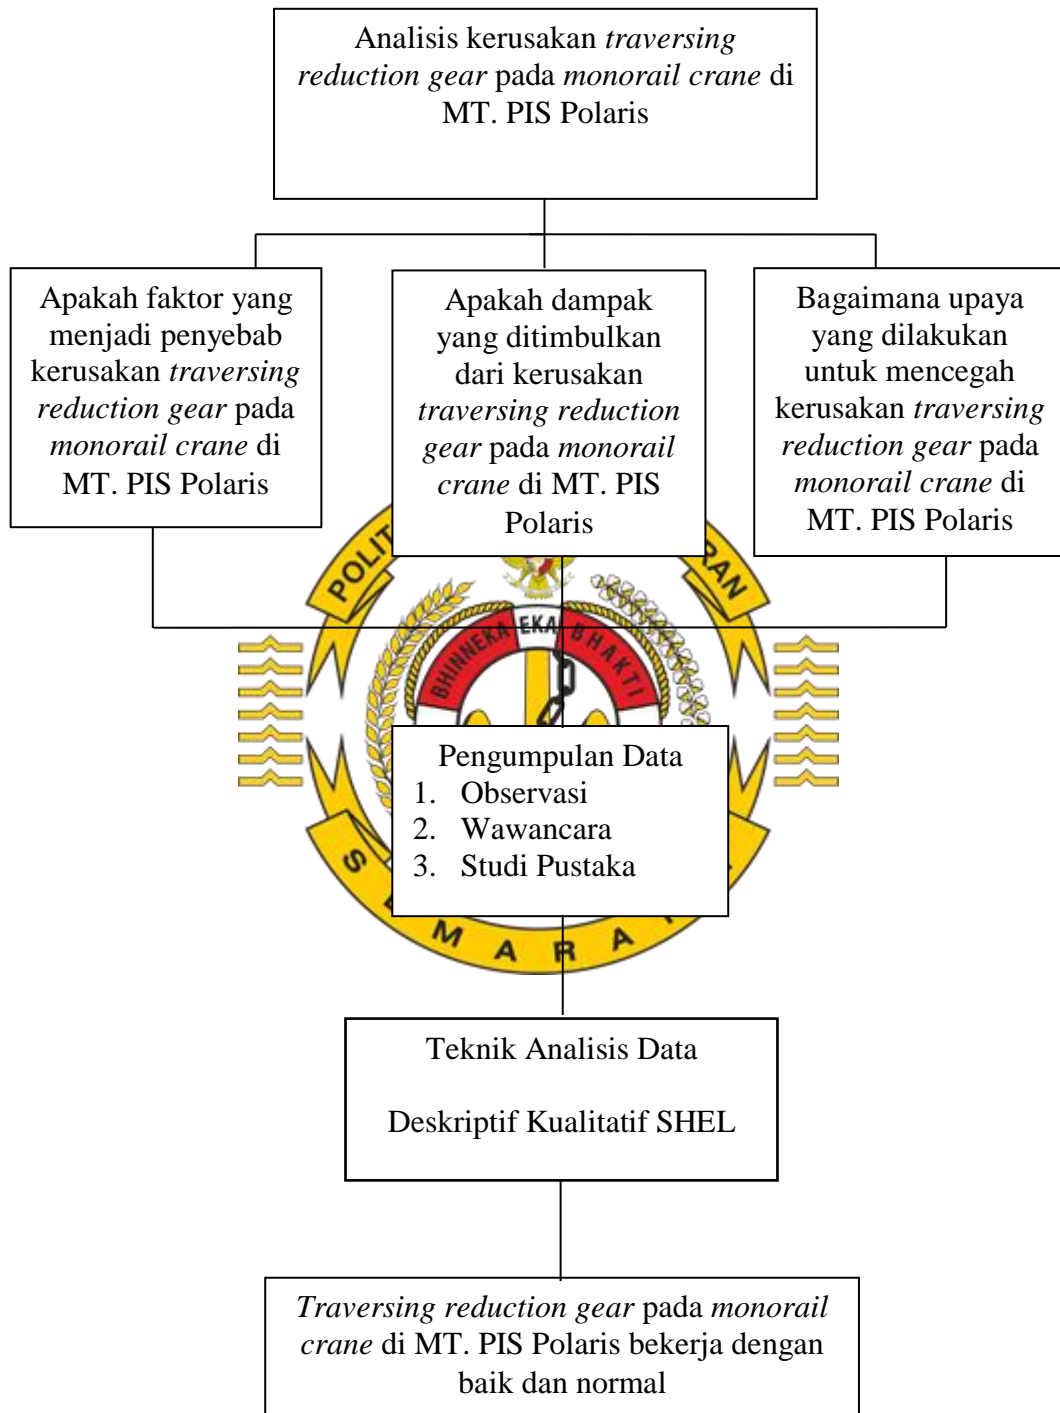 Analisis kerusakan traversing
reduction gear pada monorail crane di
MT. PIS Polaris
Apakah faktor yang
menjadi penyebab
kerusakan traversing
reduction gear pada
monorail crane di
MT. PIS Polaris
Apakah dampak
yang ditimbulkan
dari kerusakan
traversing reduction
gear pada monorail
crane di MT. PIS
Polaris
Bagaimana upaya
yang dilakukan
untuk mencegah
kerusakan traversing
reduction gear pada
monorail crane di
MT. PIS Polaris
BHINNEKA EKA BHAKTI
Pengumpulan Data
1. Observasi
2. Wawancara
3. Studi Pustaka
Teknik Analisis Data
Deskriptif Kualitatif SHEL
Traversing reduction gear pada monorail
crane di MT. PIS Polaris bekerja dengan
baik dan normal